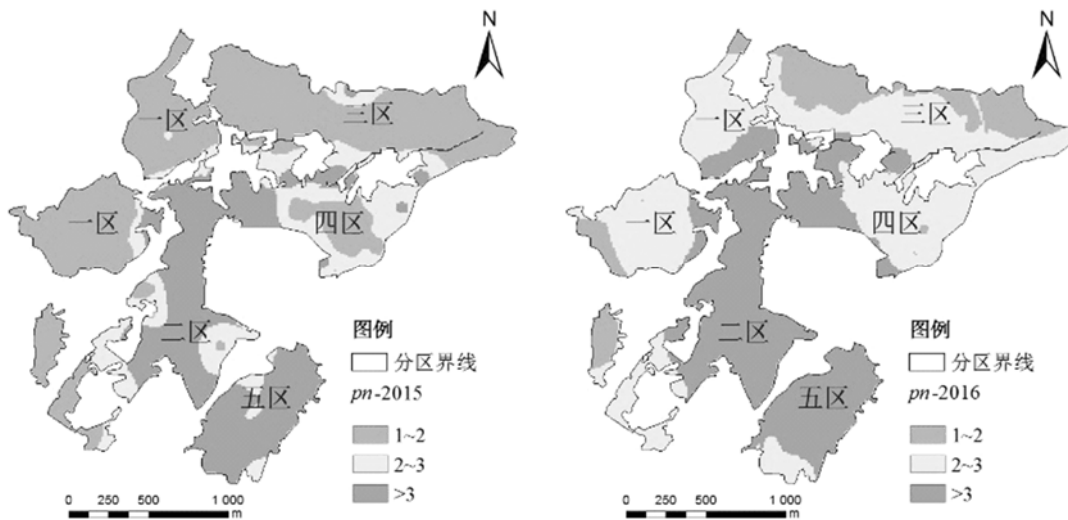 N
一区
三区
一区
四区
二区
五区
图例
分区界线
pn-2015
1~2
2~3
>3
0 250 500 1 000
m
N
一区
三区
一区
四区
二区
五区
图例
分区界线
pn-2016
1~2
2~3
>3
0 250 500 1 000
m